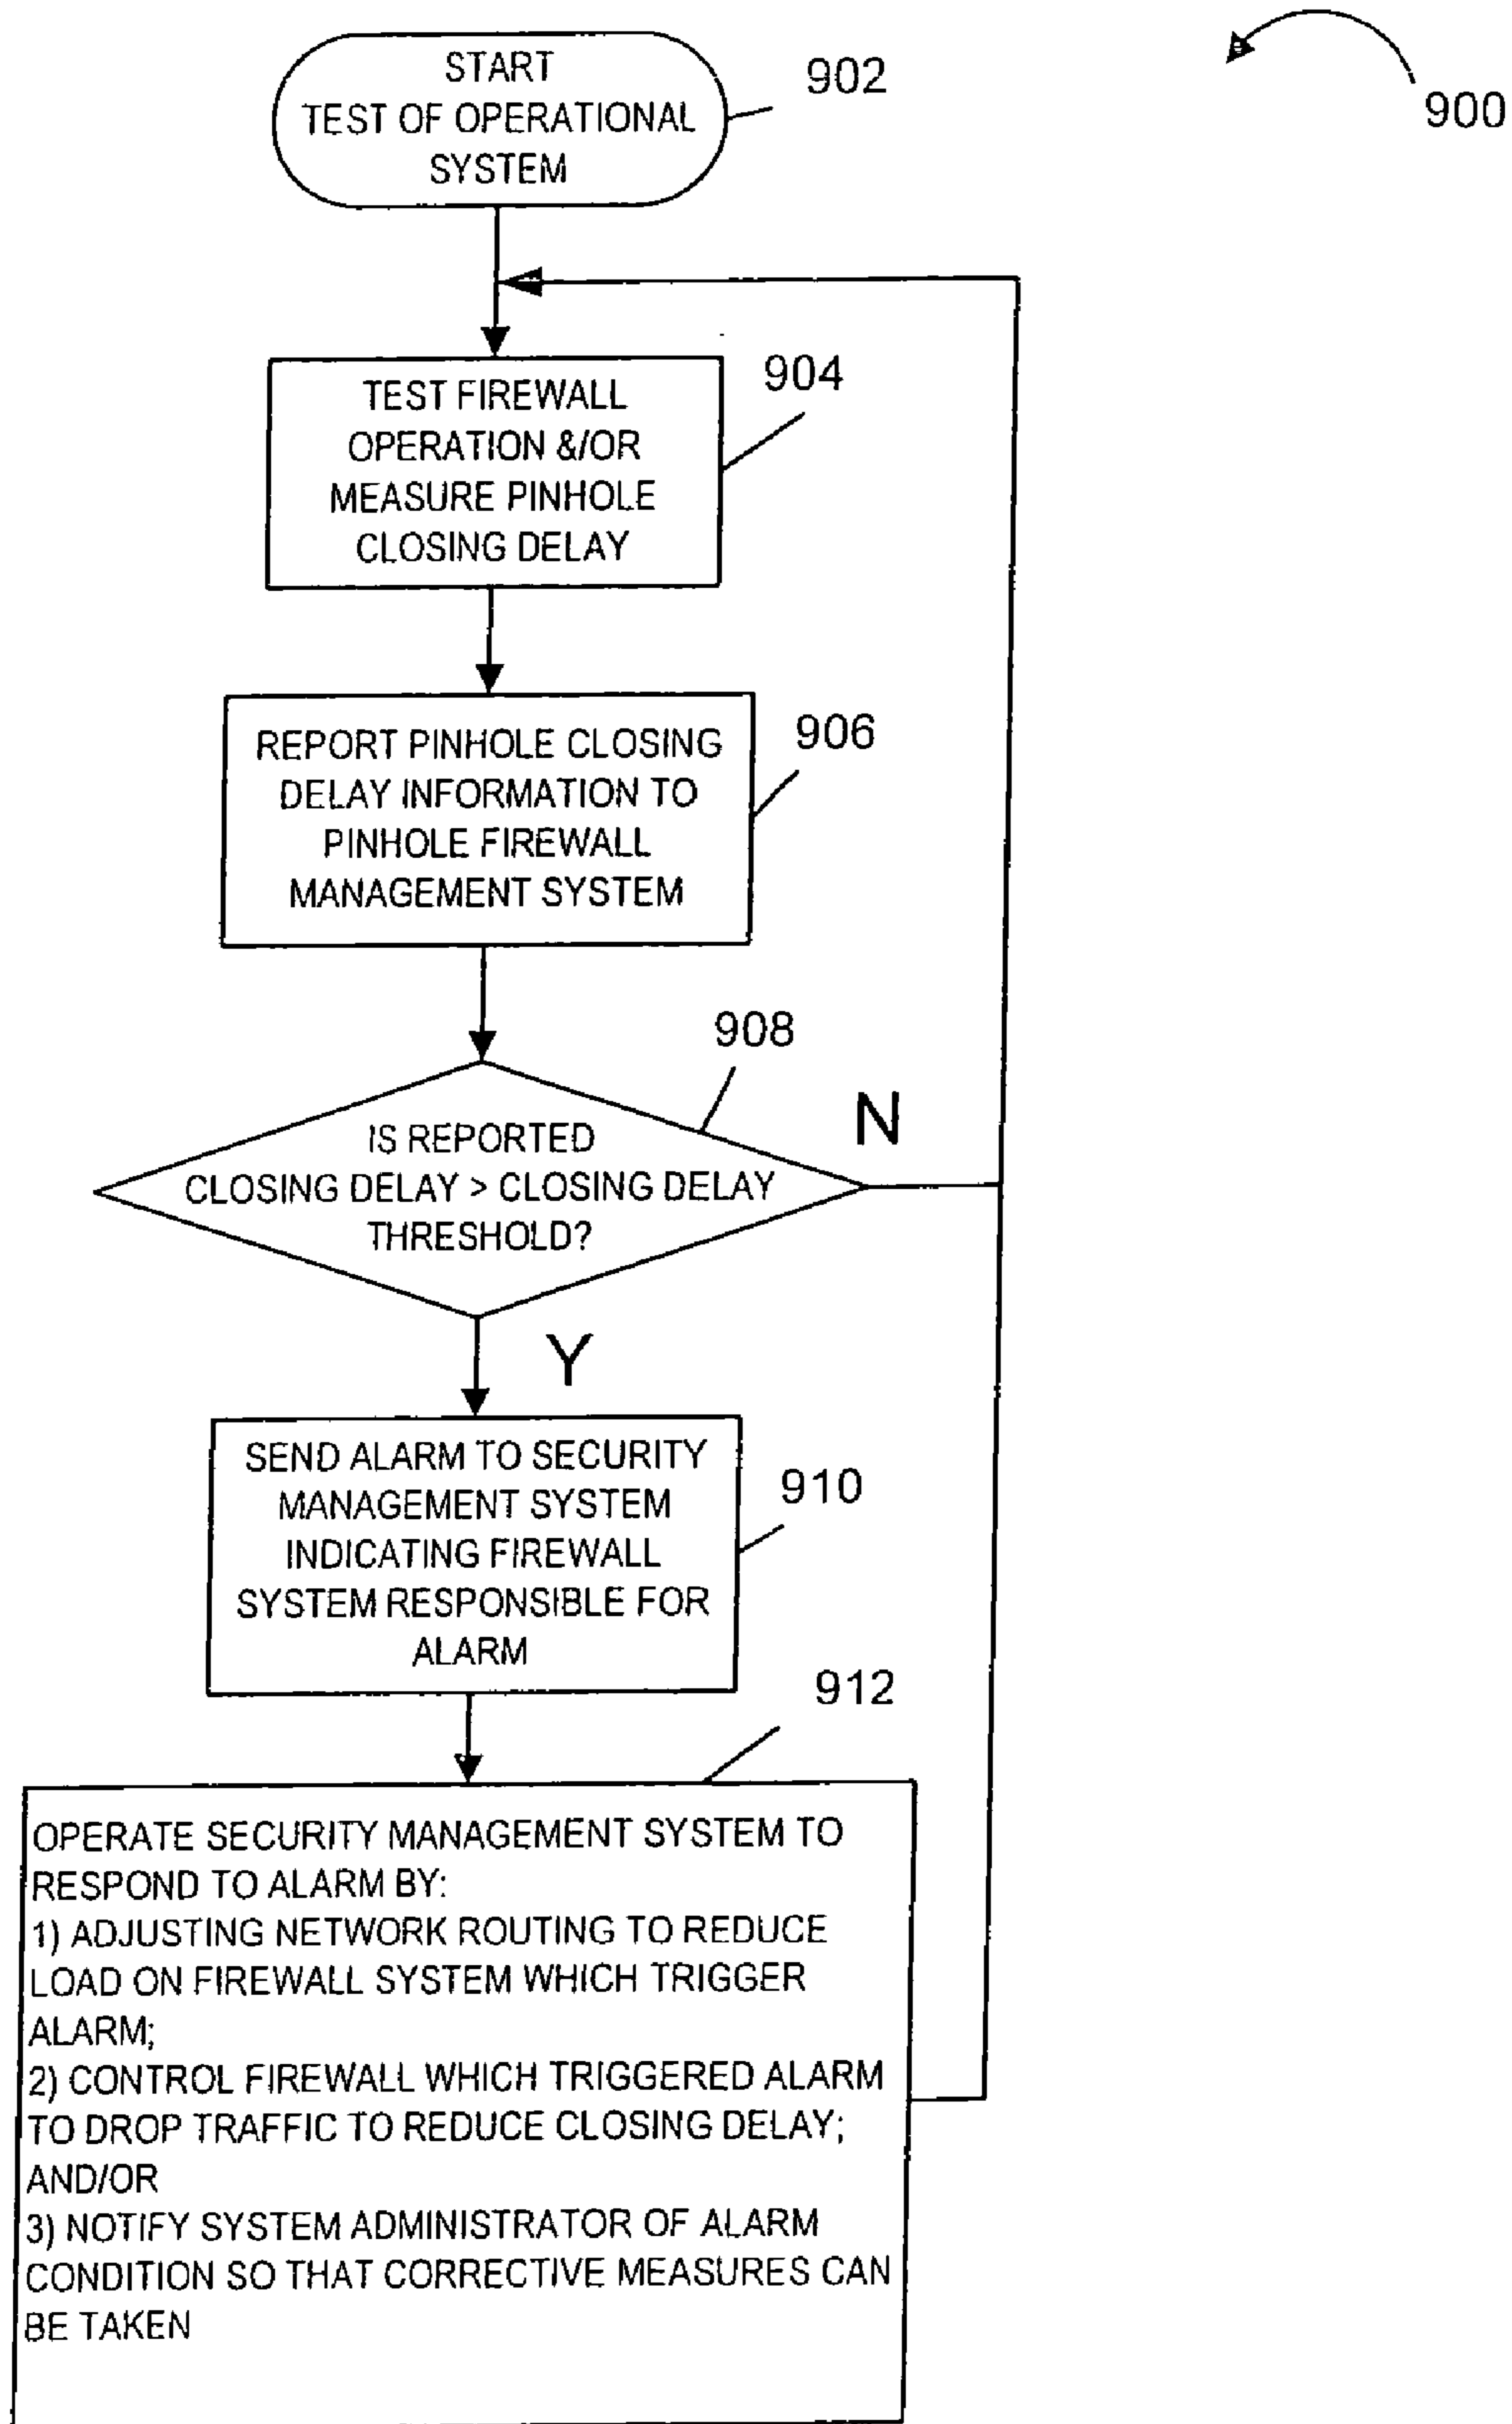 START
TEST OF OPERATIONAL
SYSTEM
902
900
TEST FIREWALL
OPERATION &/OR
MEASURE PINHOLE
CLOSING DELAY
904
REPORT PINHOLE CLOSING
DELAY INFORMATION TO
PINHOLE FIREWALL
MANAGEMENT SYSTEM
906
908
IS REPORTED
CLOSING DELAY > CLOSING DELAY
THRESHOLD?
N
Y
SEND ALARM TO SECURITY
MANAGEMENT SYSTEM
INDICATING FIREWALL
SYSTEM RESPONSIBLE FOR
ALARM
910
912
OPERATE SECURITY MANAGEMENT SYSTEM TO
RESPOND TO ALARM BY:
1) ADJUSTING NETWORK ROUTING TO REDUCE
LOAD ON FIREWALL SYSTEM WHICH TRIGGER
ALARM;
2) CONTROL FIREWALL WHICH TRIGGERED ALARM
TO DROP TRAFFIC TO REDUCE CLOSING DELAY;
AND/OR
3) NOTIFY SYSTEM ADMINISTRATOR OF ALARM
CONDITION SO THAT CORRECTIVE MEASURES CAN
BE TAKEN